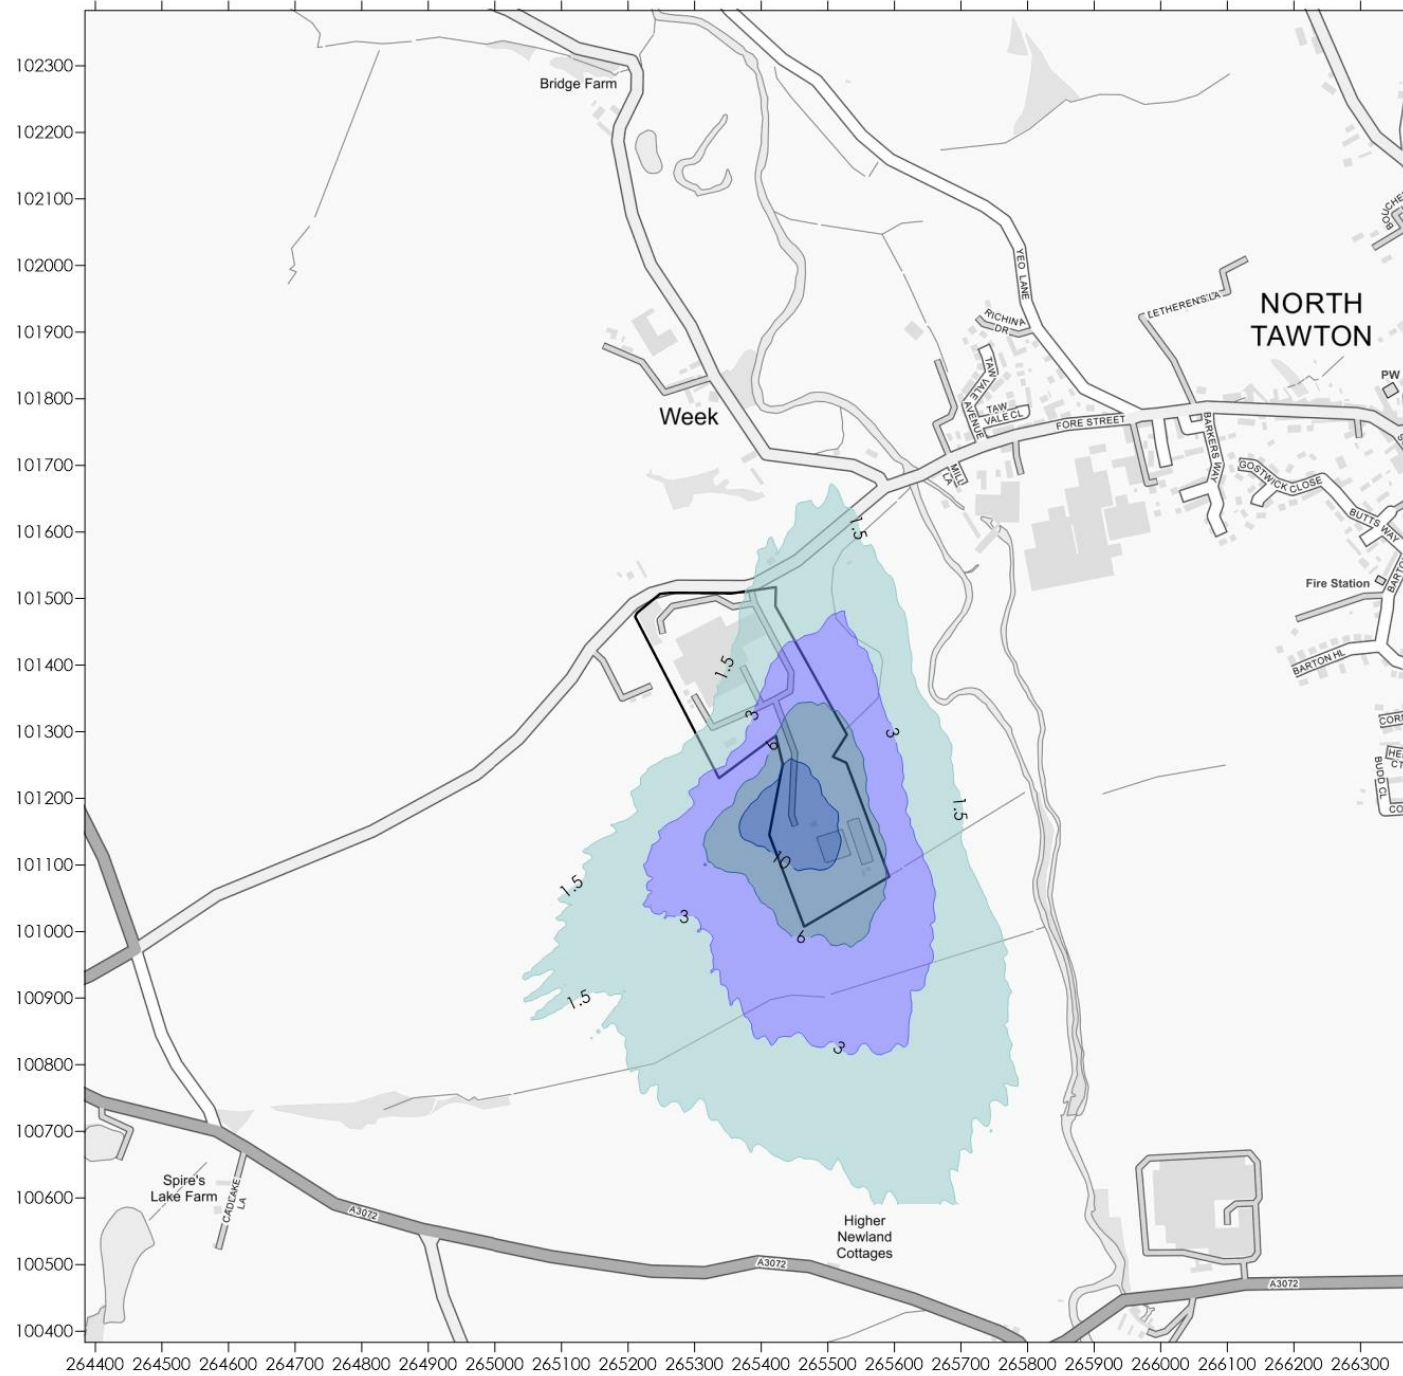 102300
102200
102100
102000
101900
101800
101700
101600
101500
101400
101300
101200
101100
101000
100900
100800
100700
100600
100500
100400
Bridge Farm
YEO LANE
LETHEREN'S LA
NORTH
TAWTON
RICHINA
DR
TAW
VALE
AVENUE
TAW
VALE CL
PW
Week
FORE STREET
BARKERS WAY
MILL
LA
GOSTWICK CLOSE
BUTTS WAY
Fire Station
BARTON HL
BUDD CL
1.5
1.5
3
3
6
1.5
10
1.5
3
6
1.5
3
Spire's
Lake Farm
CADLAKE
LA
A3072
Higher
Newland
Cottages
A3072
A3072
264400 264500 264600 264700 264800 264900 265000 265100 265200 265300 265400 265500 265600 265700 265800 265900 266000 266100 266200 266300